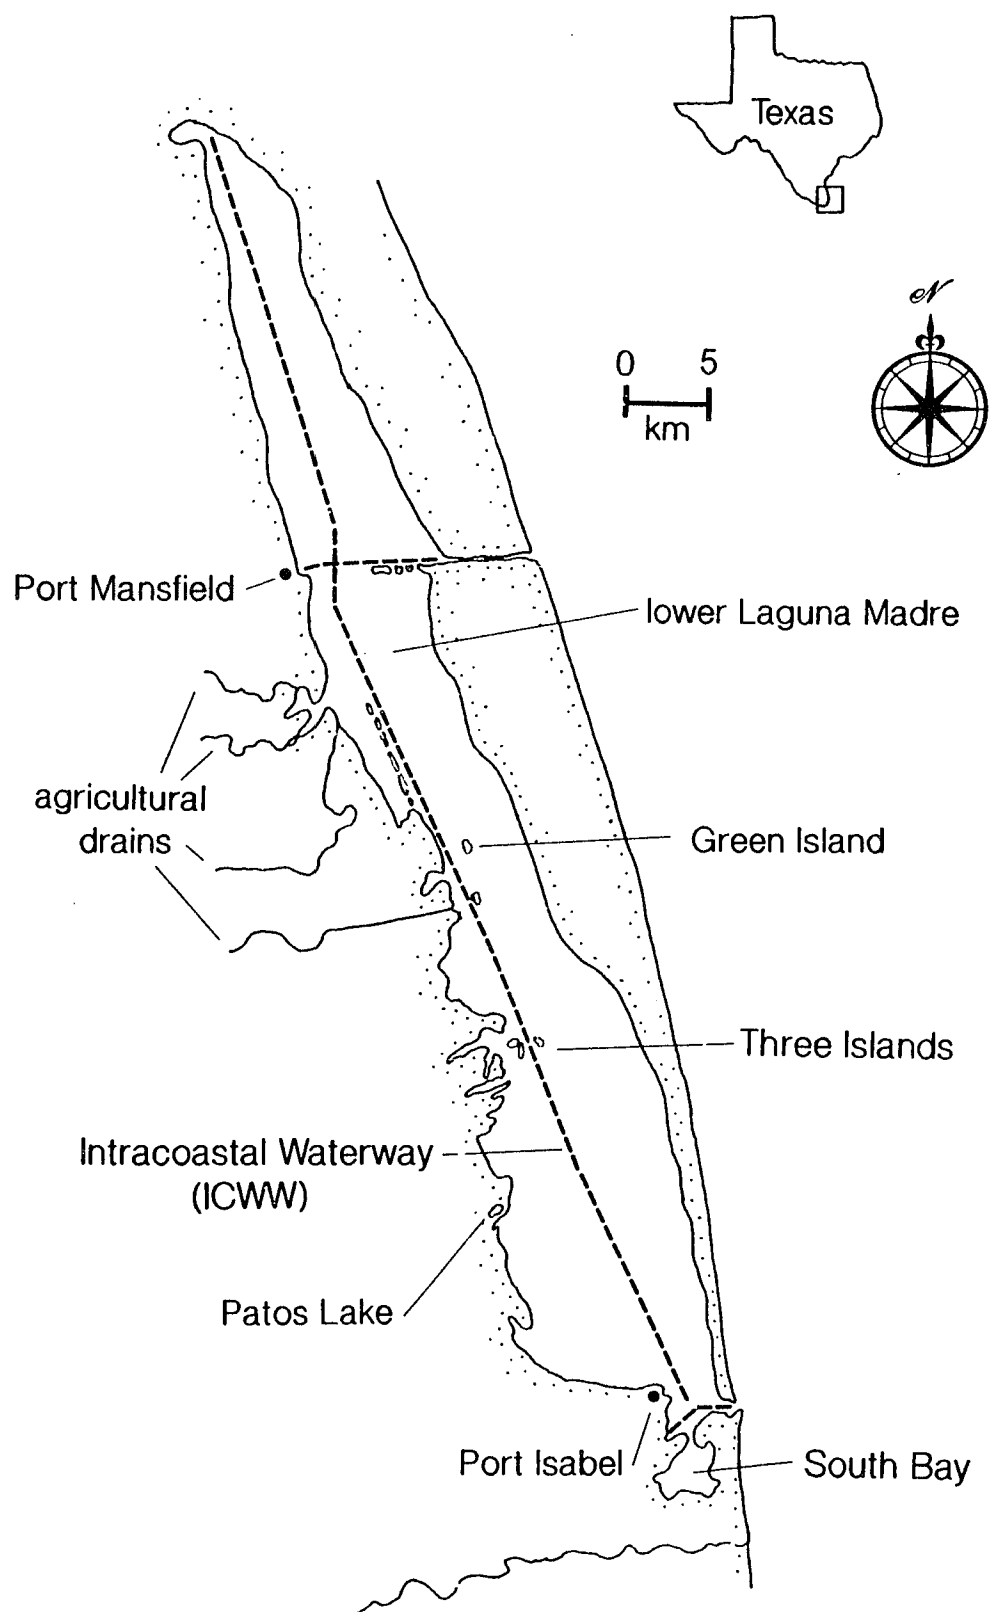 Texas
N
0 5
km
Port Mansfield
lower Laguna Madre
agricultural
drains
Green Island
Three Islands
Intracoastal Waterway
(ICWW)
Patos Lake
Port Isabel
South Bay